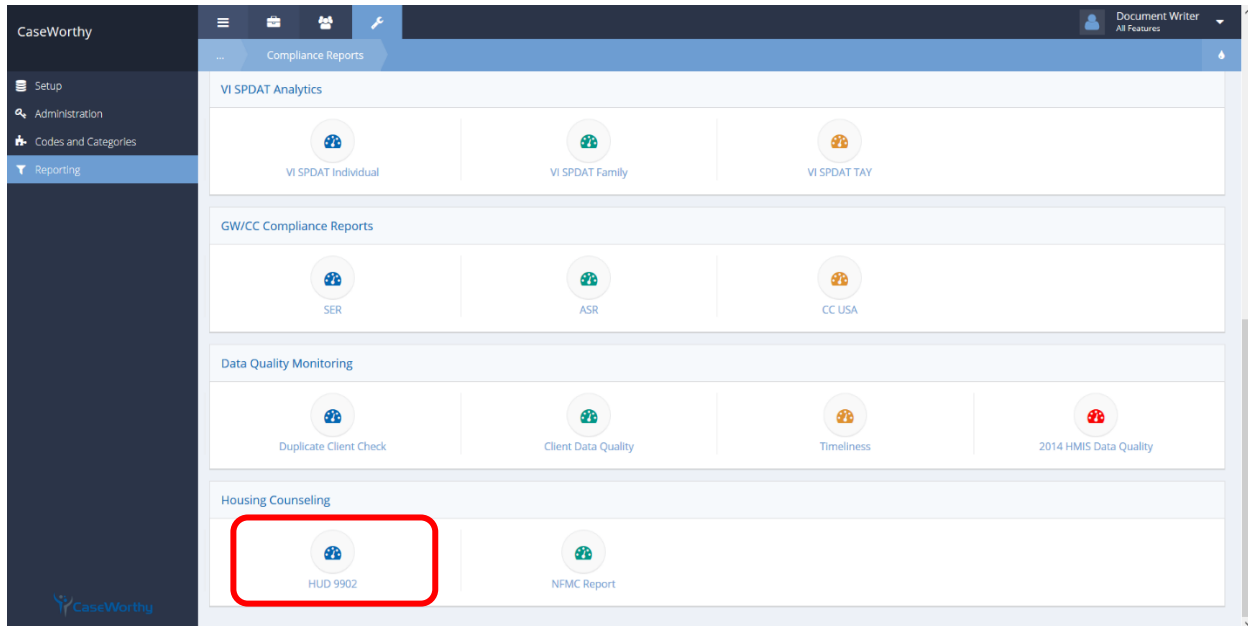 CaseWorthy
Document Writer
All Features
... Compliance Reports
Setup
Administration
Codes and Categories
Reporting
VI SPDAT Analytics
VI SPDAT Individual VI SPDAT Family VI SPDAT TAY
GW/CC Compliance Reports
SER ASR CC USA
Data Quality Monitoring
Duplicate Client Check Client Data Quality Timeliness 2014 HMIS Data Quality
Housing Counseling
HUD 9902 NFMC Report
CaseWorthy